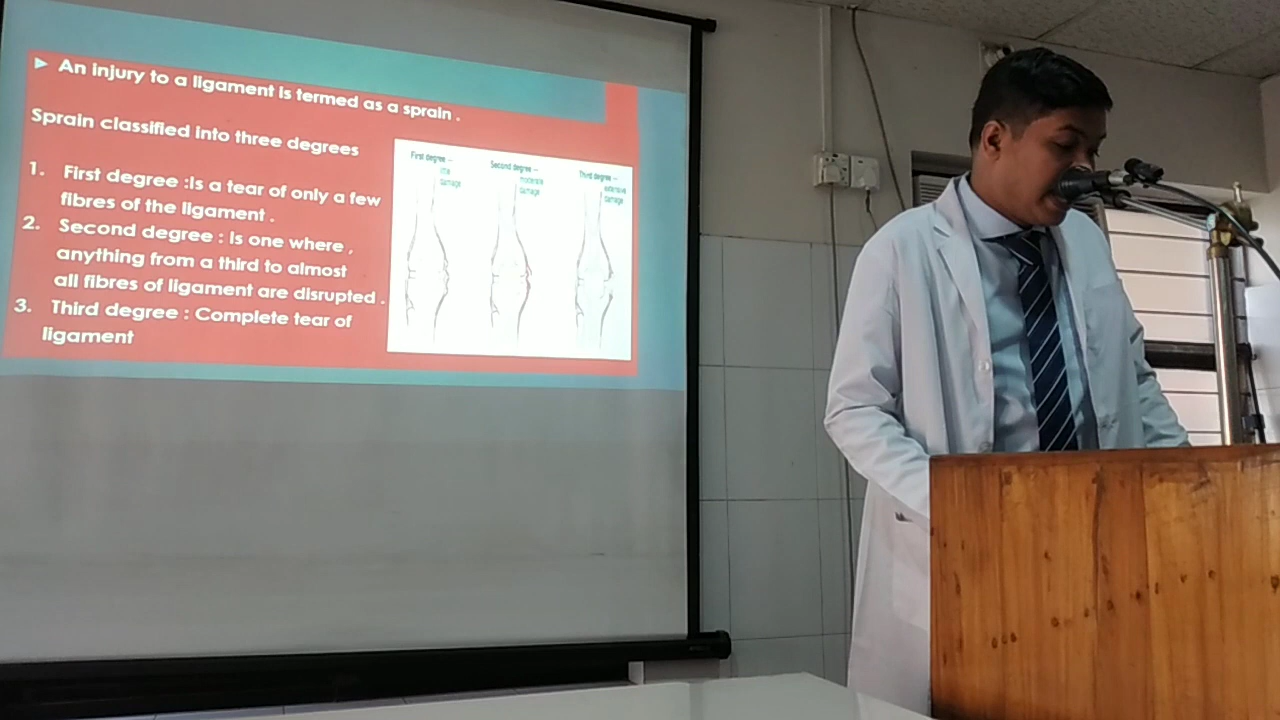 ▶ An injury to a ligament is termed as a sprain .
Sprain classified into three degrees
1. First degree :Is a tear of only a few
fibres of the ligament .
2. Second degree : Is one where ,
anything from a third to almost
all fibres of ligament are disrupted .
3. Third degree : Complete tear of
ligament
First degree —
little
damage
Second degree —
moderate
damage
Third degree —
extensive
damage